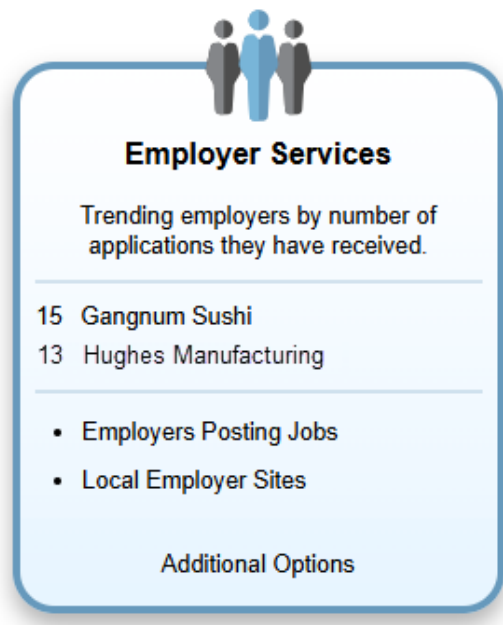 Employer Services
Trending employers by number of
applications they have received.
15 Gangnum Sushi
13 Hughes Manufacturing
• Employers Posting Jobs
• Local Employer Sites
Additional Options